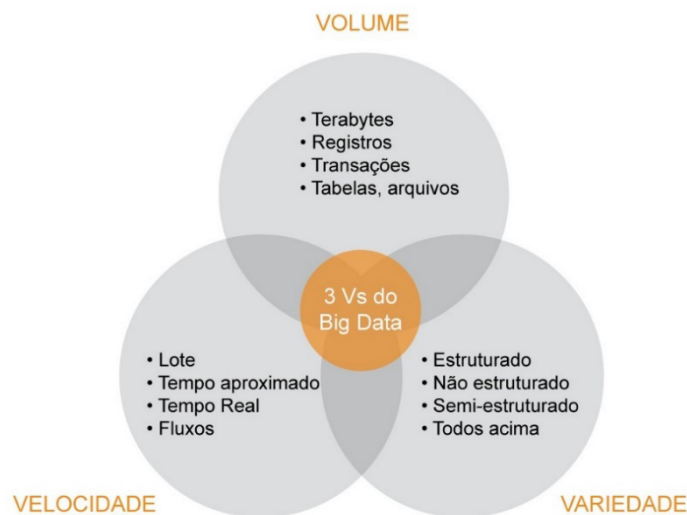 VOLUME
• Terabytes
• Registros
• Transações
• Tabelas, arquivos
3 Vs do
Big Data
• Lote
• Tempo aproximado
• Tempo Real
• Fluxos
• Estruturado
• Não estruturado
• Semi-estruturado
• Todos acima
VELOCIDADE
VARIEDADE